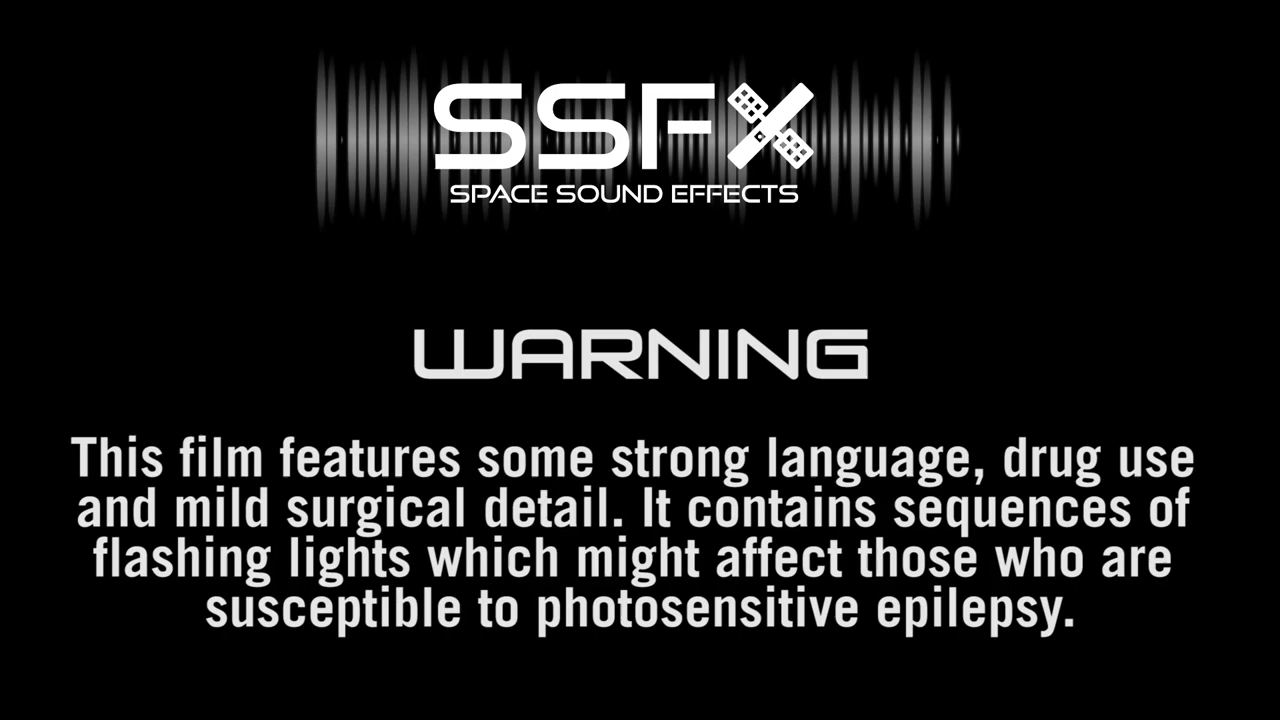 SSFX
SPACE SOUND EFFECTS
WARNING
This film features some strong language, drug use
and mild surgical detail. It contains sequences of
flashing lights which might affect those who are
susceptible to photosensitive epilepsy.